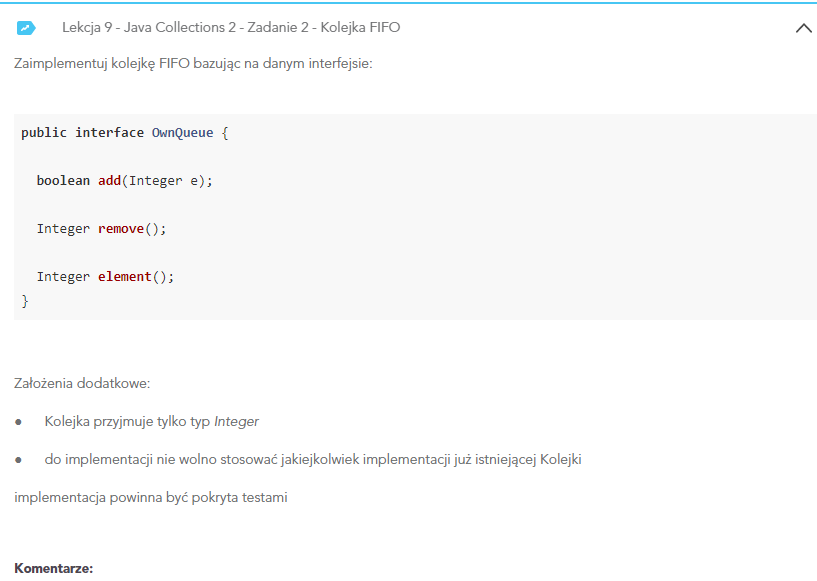 Lekcja 9 - Java Collections 2 - Zadanie 2 - Kolejka FIFO
Zaimplementuj kolejkę FIFO bazując na danym interfejsie:
public interface OwnQueue {
boolean add(Integer e);
Integer remove();
Integer element();
}
Założenia dodatkowe:
● Kolejka przyjmuje tylko typ Integer
● do implementacji nie wolno stosować jakiejkolwiek implementacji już istniejącej Kolejki
implementacja powinna być pokryta testami
Komentarze: